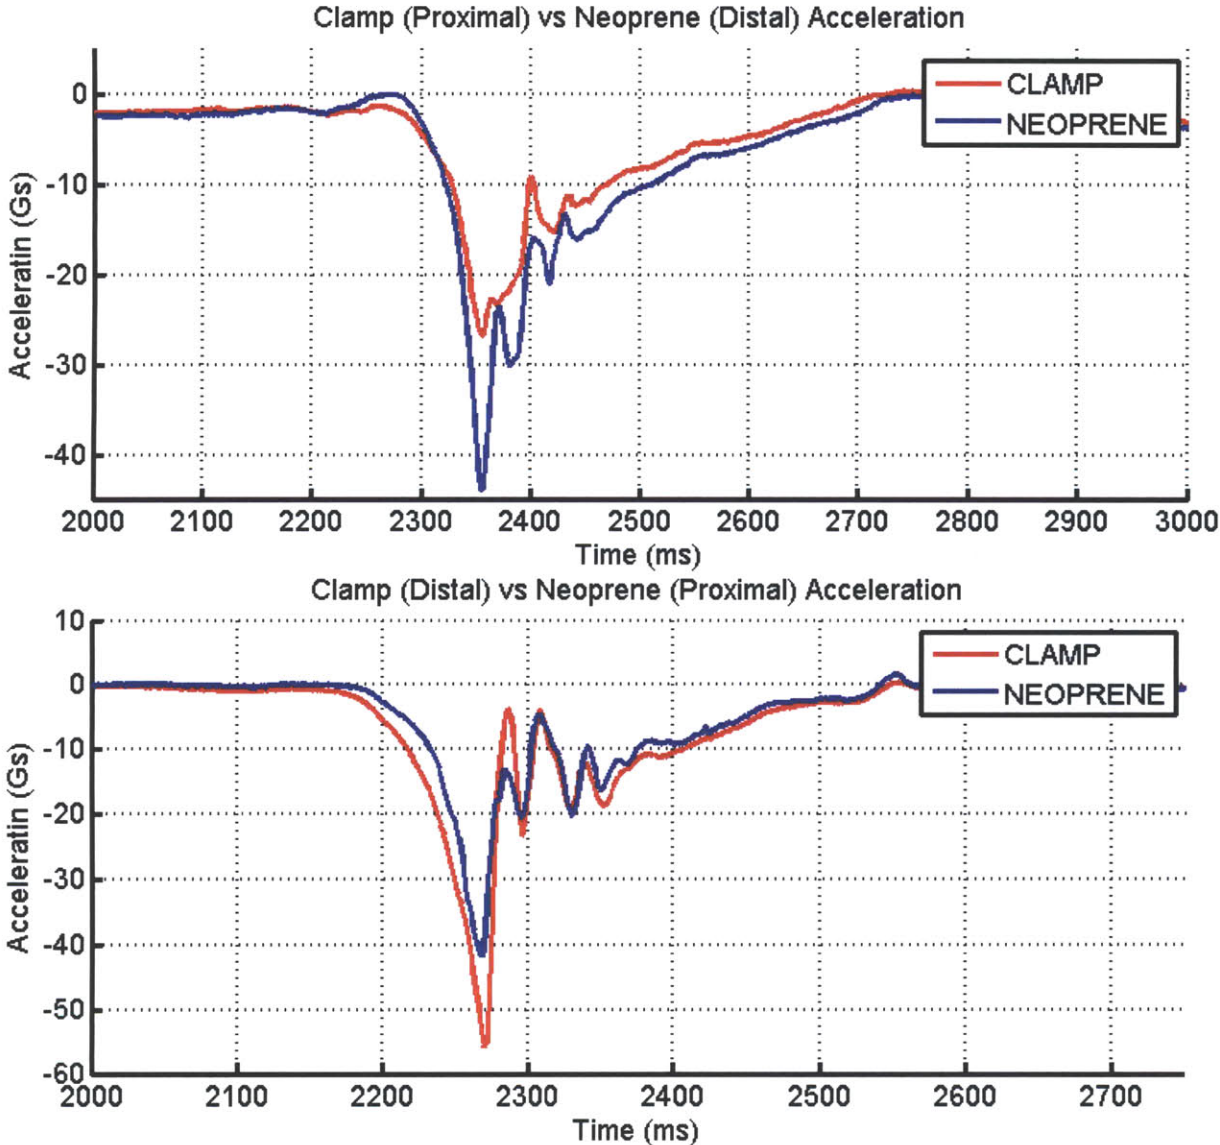 Clamp (Proximal) vs Neoprene (Distal) Acceleration
CLAMP
NEOPRENE
Acceleratin (Gs)
0
-10
-20
-30
-40
2000 2100 2200 2300 2400 2500 2600 2700 2800 2900 3000
Time (ms)
Clamp (Distal) vs Neoprene (Proximal) Acceleration
CLAMP
NEOPRENE
Acceleratin (Gs)
10
0
-10
-20
-30
-40
-50
-60
2000 2100 2200 2300 2400 2500 2600 2700
Time (ms)